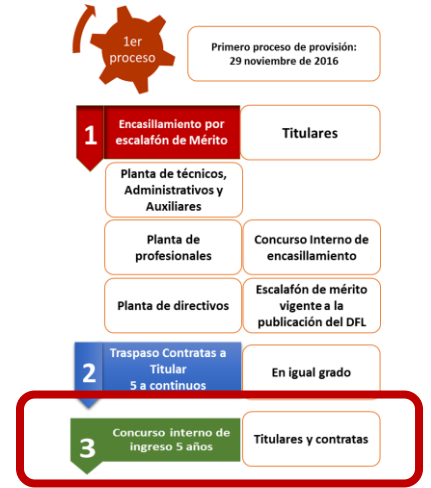 1er
proceso
Primero proceso de provisión:
29 noviembre de 2016
1
Encasillamiento por
escalafón de Mérito
Titulares
Planta de técnicos,
Administrativos y
Auxiliares
Planta de
profesionales
Concurso Interno de
encasillamiento
Planta de directivos
Escalafón de mérito
vigente a la
publicación del DFL
2
Traspaso Contratas a
Titular
5 a continuos
En igual grado
3
Concurso interno de
ingreso 5 años
Titulares y contratas